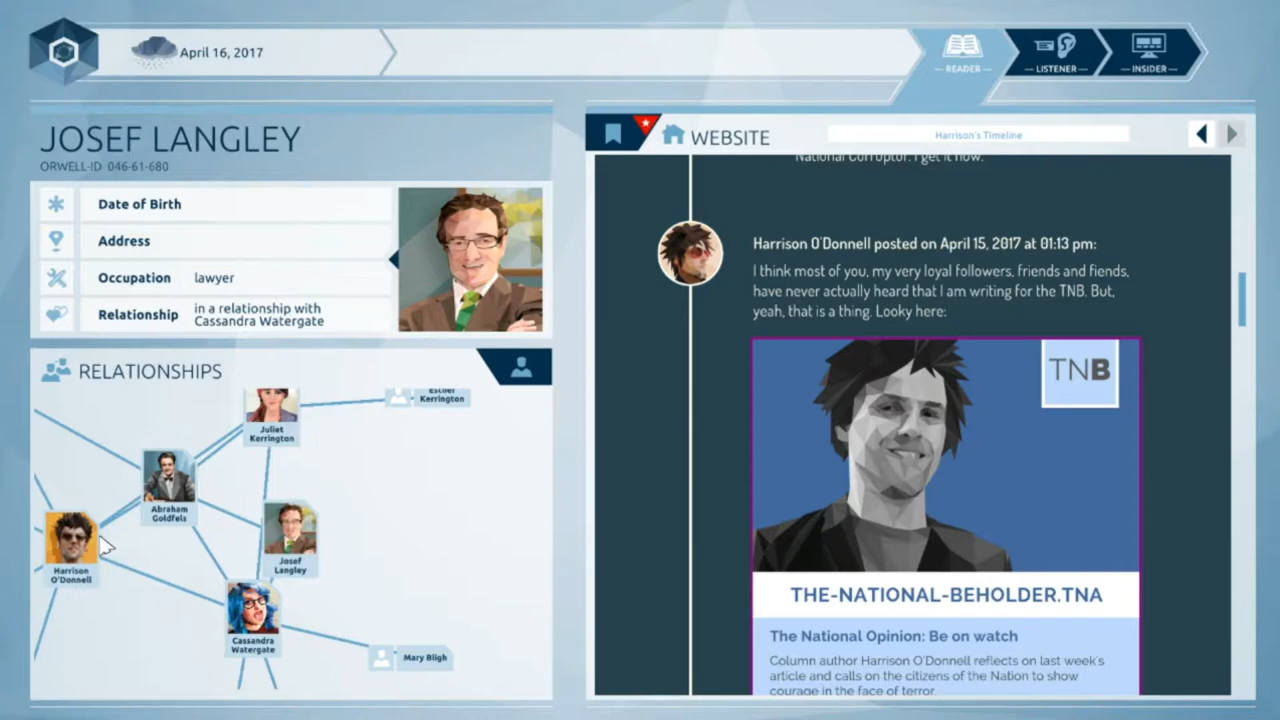 April 16, 2017
READER
LISTENER
INSIDER
JOSEF LANGLEY
ORWELL-ID 046-61-680
Date of Birth
Address
Occupation lawyer
Relationship in a relationship with
Cassandra Watergate
RELATIONSHIPS
Juliet
Kerrington
Esther
Kerrington
Abraham
Goldfels
Harrison
O'Donnell
Josef
Langley
Cassandra
Watergate
Mary Bligh
WEBSITE
Harrison's Timeline
National Corruptor. I get it now.
Harrison O'Donnell posted on April 15, 2017 at 01:13 pm:
I think most of you, my very loyal followers, friends and fiends,
have never actually heard that I am writing for the TNB. But,
yeah, that is a thing. Looky here:
TNB
THE-NATIONAL-BEHOLDER.TNA
The National Opinion: Be on watch
Column author Harrison O'Donnell reflects on last week's
article and calls on the citizens of the Nation to show
courage in the face of terror.